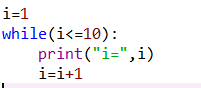 i=1
while(i<=10):
    print("i=",i)
    i=i+1